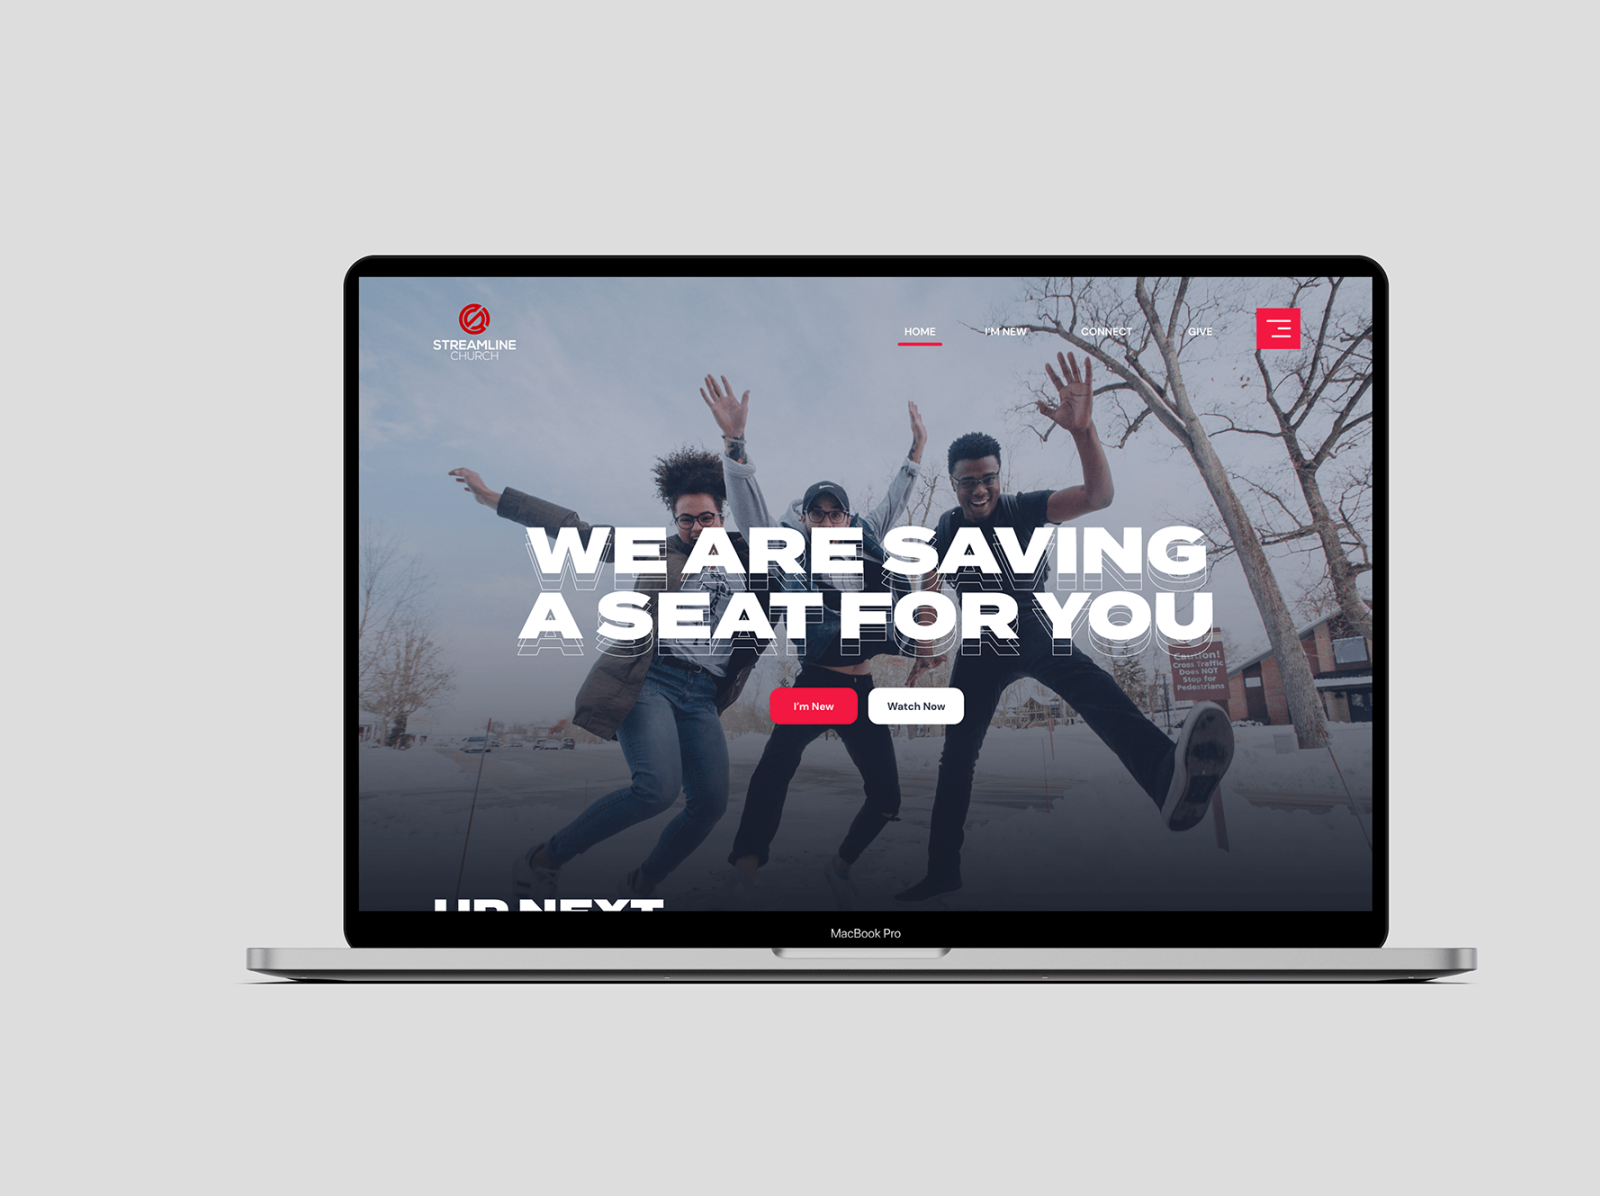 STREAMLINE
CHURCH
HOME
I'M NEW
CONNECT
GIVE
WE ARE SAVING
A SEAT FOR YOU
Caution!
Cross Traffic
Does NOT
Stop for
Pedestrians
I'm New
Watch Now
UP NEXT
MacBook Pro